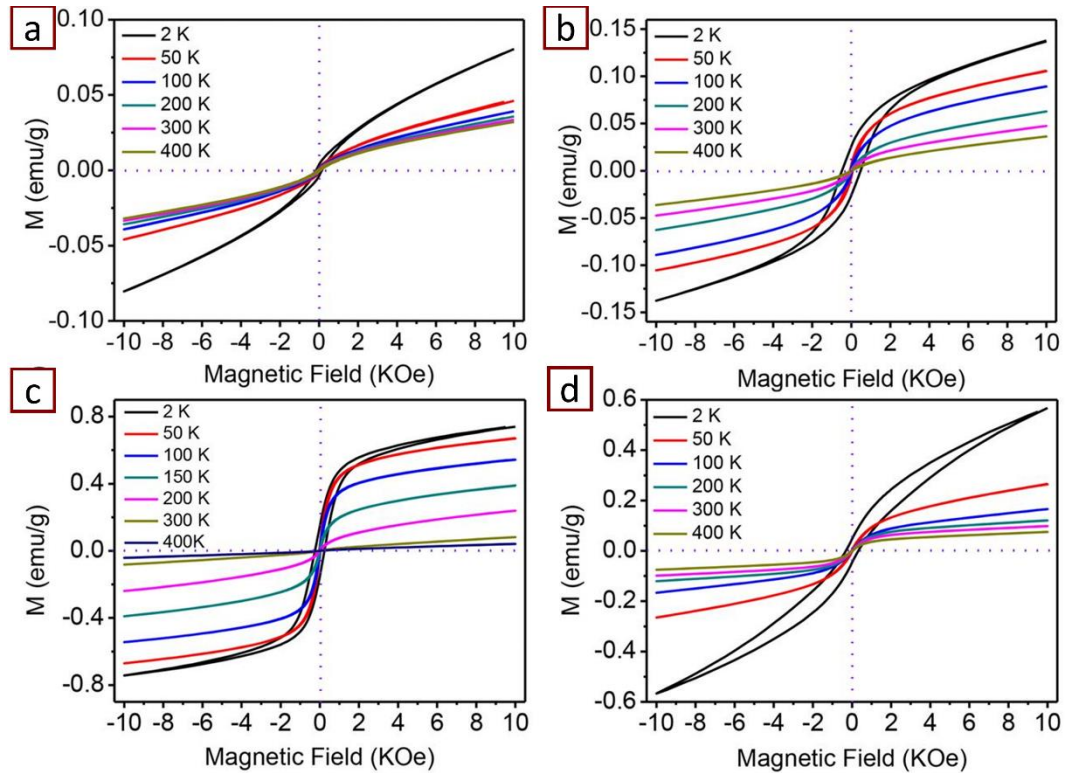 a
0.10
0.05
0.00
-0.05
-0.10
M (emu/g)
2 K
50 K
100 K
200 K
300 K
400 K
-10 -8 -6 -4 -2 0 2 4 6 8 10
Magnetic Field (KOe)
b
0.15
0.10
0.05
0.00
-0.05
-0.10
-0.15
M (emu/g)
2 K
50 K
100 K
200 K
300 K
400 K
-10 -8 -6 -4 -2 0 2 4 6 8 10
Magnetic Field (KOe)
c
0.8
0.4
0.0
-0.4
-0.8
M (emu/g)
2 K
50 K
100 K
150 K
200 K
300 K
400K
-10 -8 -6 -4 -2 0 2 4 6 8 10
Magnetic Field (KOe)
d
0.6
0.4
0.2
0.0
-0.2
-0.4
-0.6
M (emu/g)
2 K
50 K
100 K
200 K
300 K
400 K
-10 -8 -6 -4 -2 0 2 4 6 8 10
Magnetic Field (KOe)